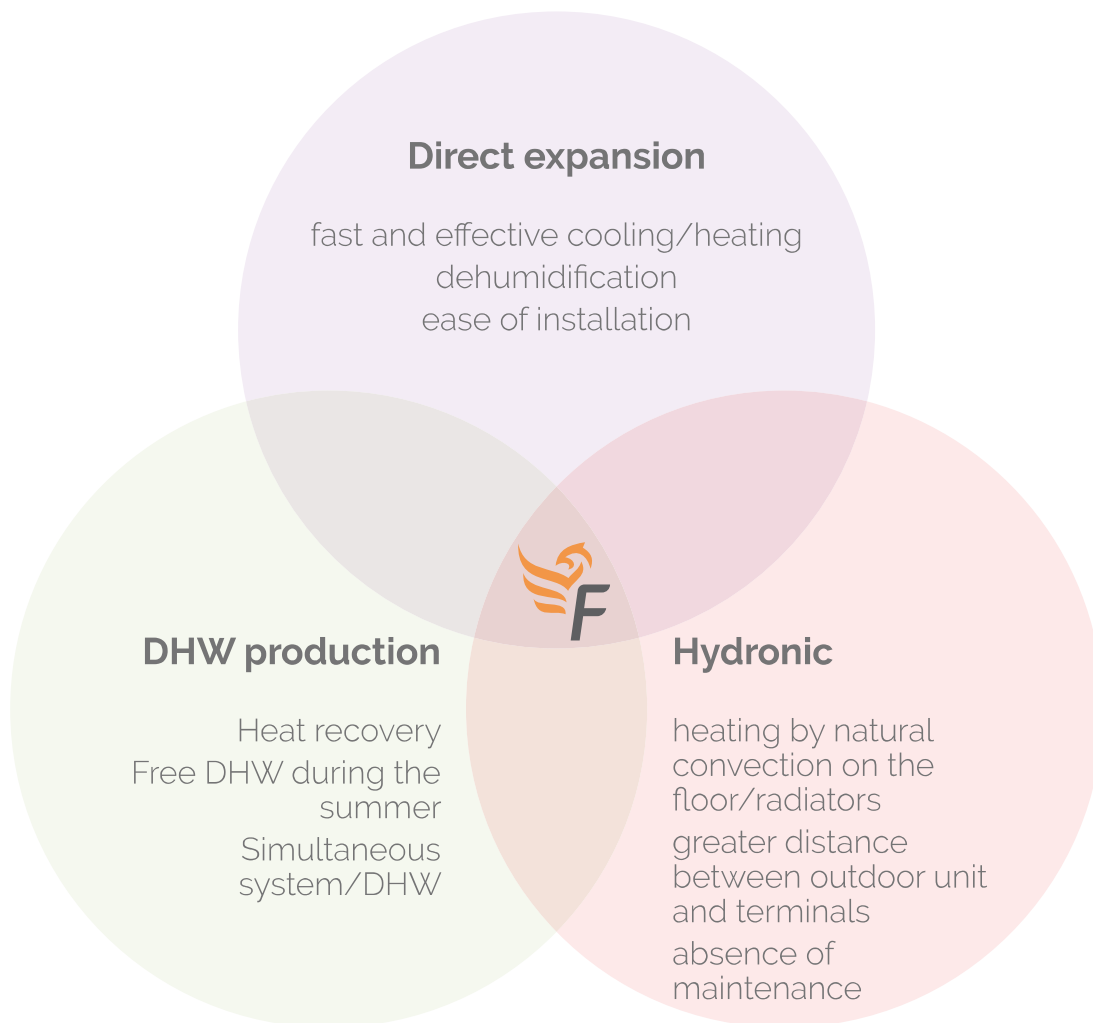 Direct expansion
fast and effective cooling/heating
dehumidification
ease of installation
F
DHW production
Heat recovery
Free DHW during the
summer
Simultaneous
system/DHW
Hydronic
heating by natural
convection on the
floor/radiators
greater distance
between outdoor unit
and terminals
absence of
maintenance